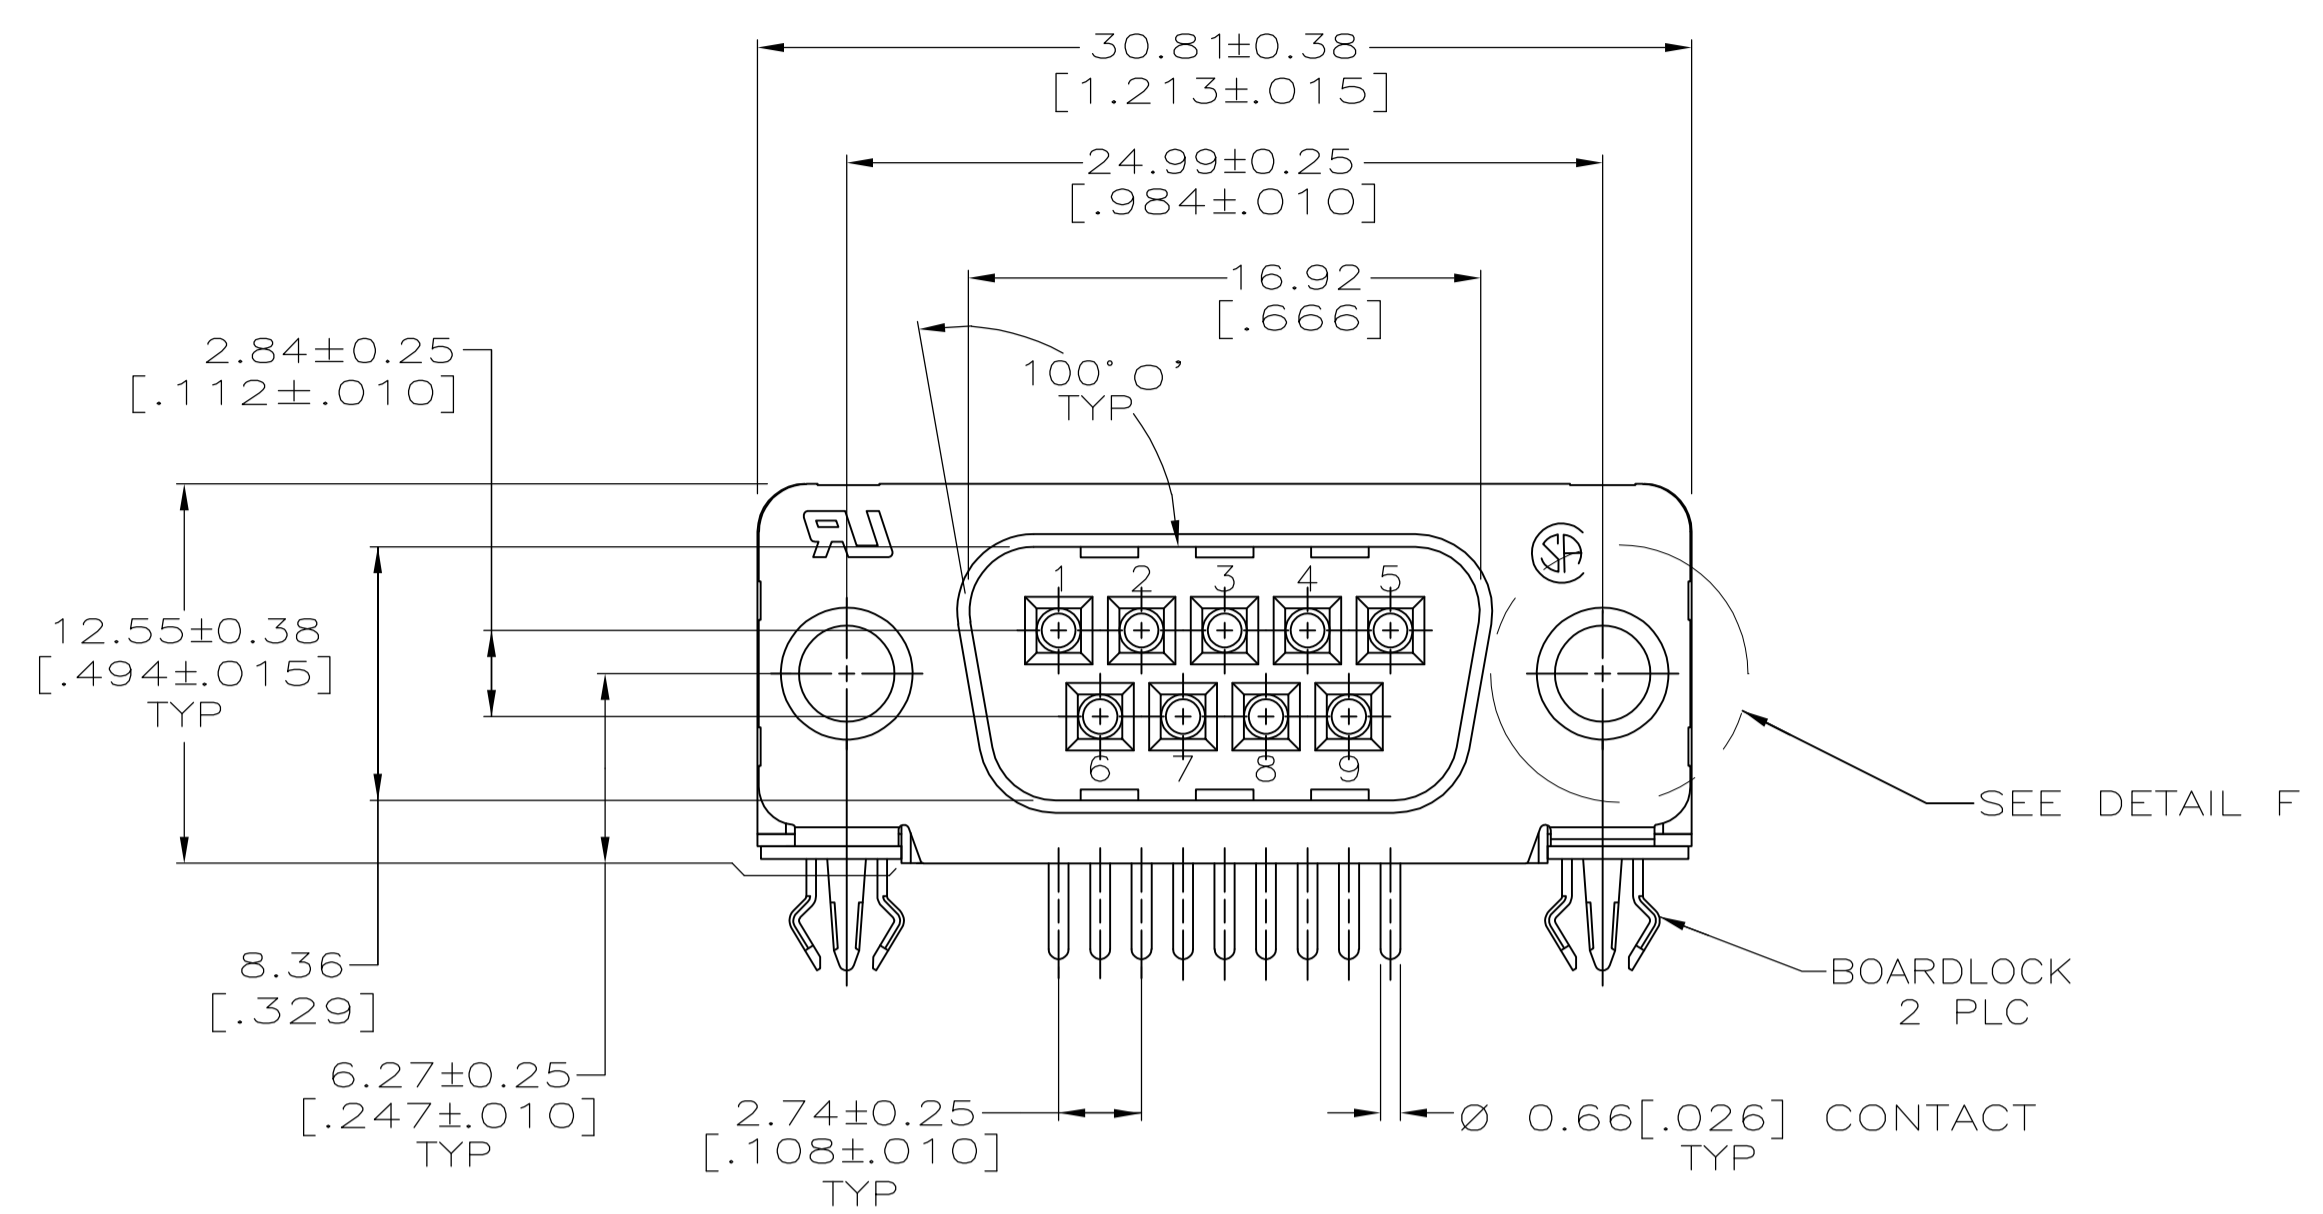 30.81±0.38
[1.213±.015]
24.99±0.25
[.984±.010]
16.92
[.666]
2.84±0.25
[.112±.010]
100° 0'
TYP
12.55±0.38
[.494±.015]
TYP
1 2 3 4 5
6 7 8 9
SEE DETAIL F
8.36
[.329]
BOARDLOCK
2 PLC
6.27±0.25
[.247±.010]
TYP
2.74±0.25
[.108±.010]
TYP
Ø 0.66[.026] CONTACT
TYP